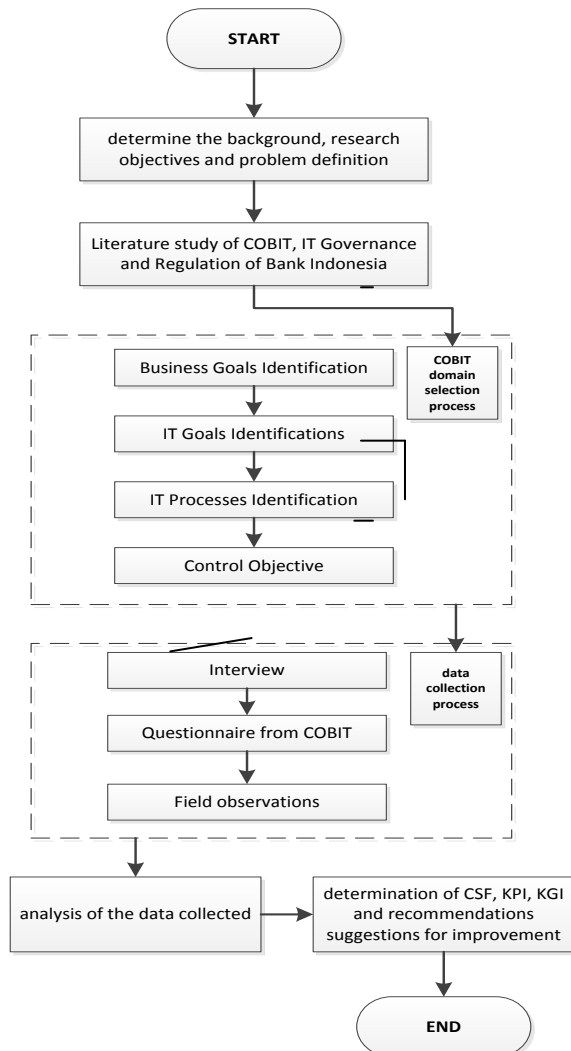 START
determine the background, research
objectives and problem definition
Literature study of COBIT, IT Governance
and Regulation of Bank Indonesia
COBIT
domain
selection
process
Business Goals Identification
IT Goals Identifications
IT Processes Identification
Control Objective
data
collection
process
Interview
Questionnaire from COBIT
Field observations
analysis of the data collected
determination of CSF, KPI, KGI
and recommendations
suggestions for improvement
END